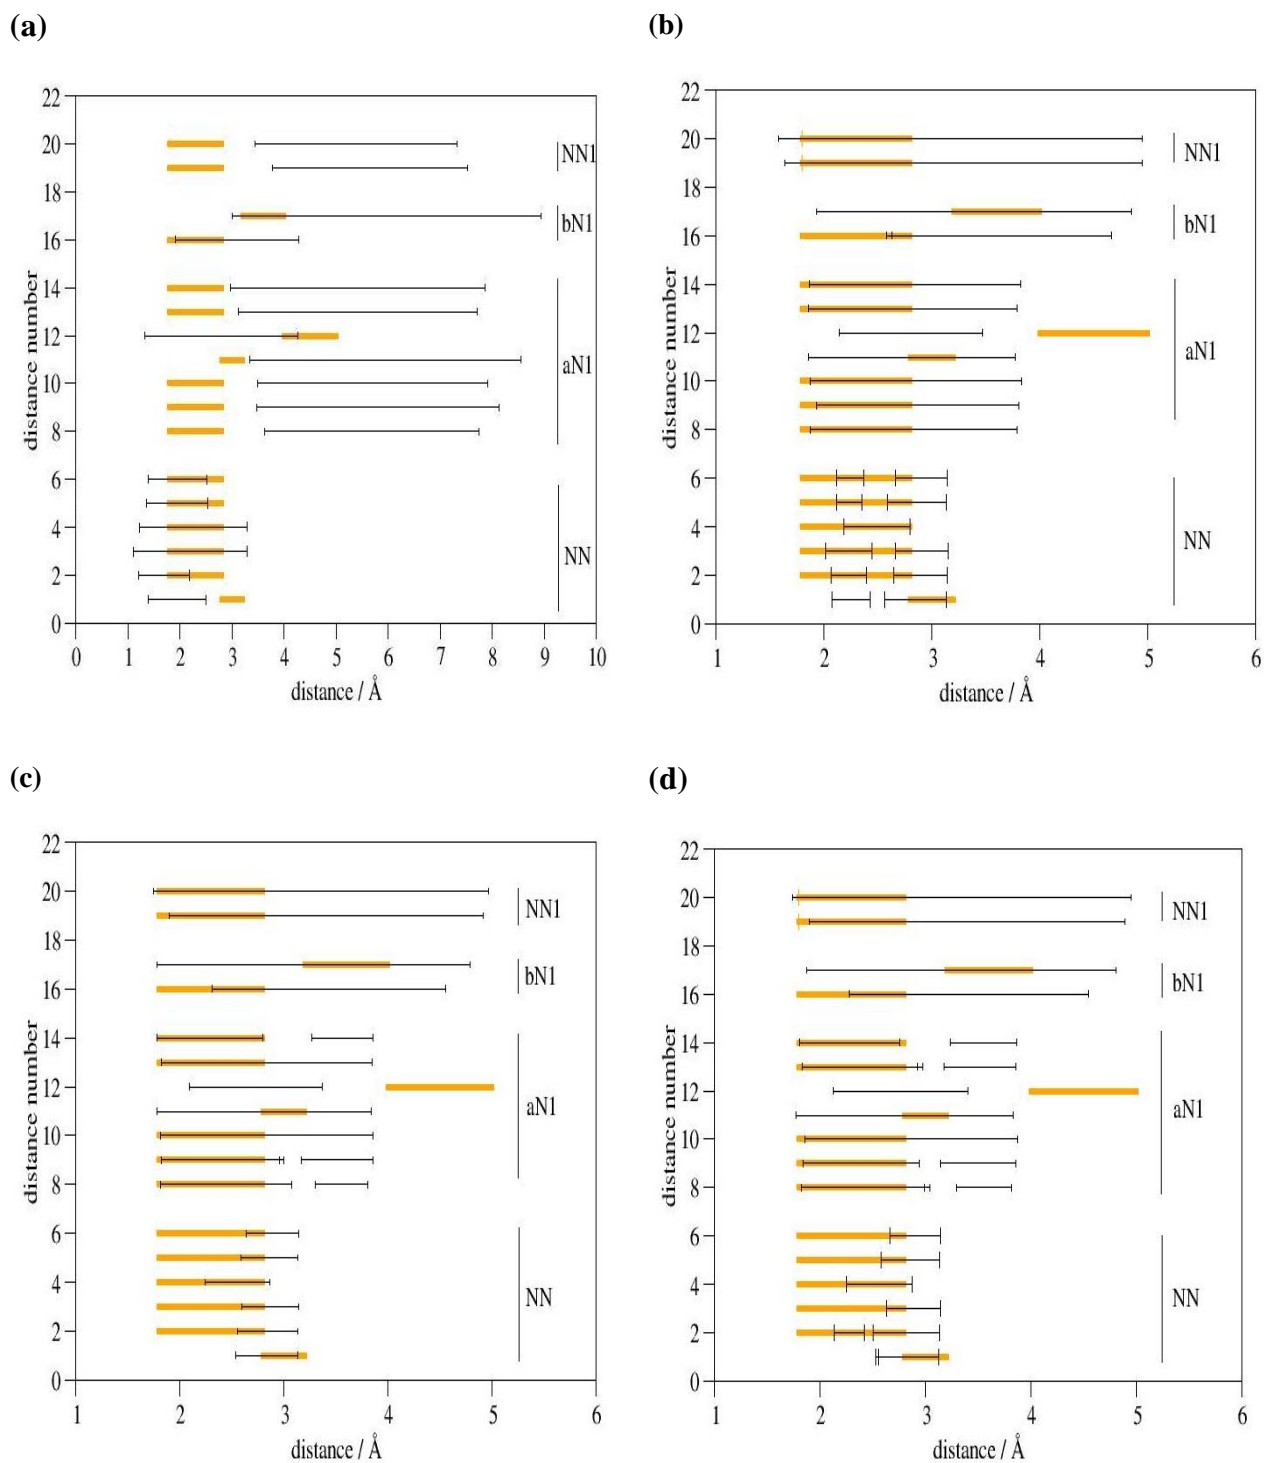 (a)
22
20
18
16
14
12
10
8
6
4
2
0
distance number
NN1
bN1
aN1
NN
0 1 2 3 4 5 6 7 8 9 10
distance / Å
(b)
22
20
18
16
14
12
10
8
6
4
2
0
distance number
NN1
bN1
aN1
NN
1 2 3 4 5 6
distance / Å
(c)
22
20
18
16
14
12
10
8
6
4
2
0
distance number
NN1
bN1
aN1
NN
1 2 3 4 5 6
distance / Å
(d)
22
20
18
16
14
12
10
8
6
4
2
0
distance number
NN1
bN1
aN1
NN
1 2 3 4 5 6
distance / Å